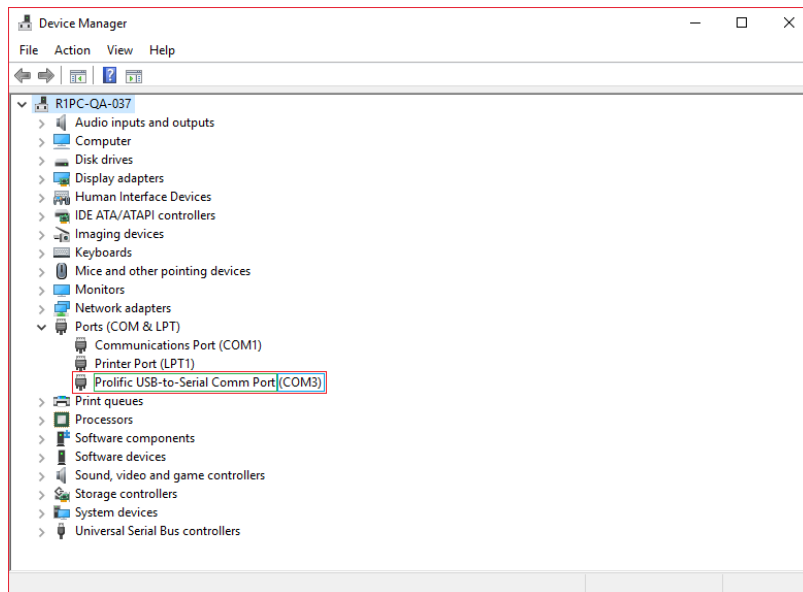 Device Manager
File Action View Help
R1PC-QA-037
Audio inputs and outputs
Computer
Disk drives
Display adapters
Human Interface Devices
IDE ATA/ATAPI controllers
Imaging devices
Keyboards
Mice and other pointing devices
Monitors
Network adapters
Ports (COM & LPT)
Communications Port (COM1)
Printer Port (LPT1)
Prolific USB-to-Serial Comm Port (COM3)
Print queues
Processors
Software components
Software devices
Sound, video and game controllers
Storage controllers
System devices
Universal Serial Bus controllers